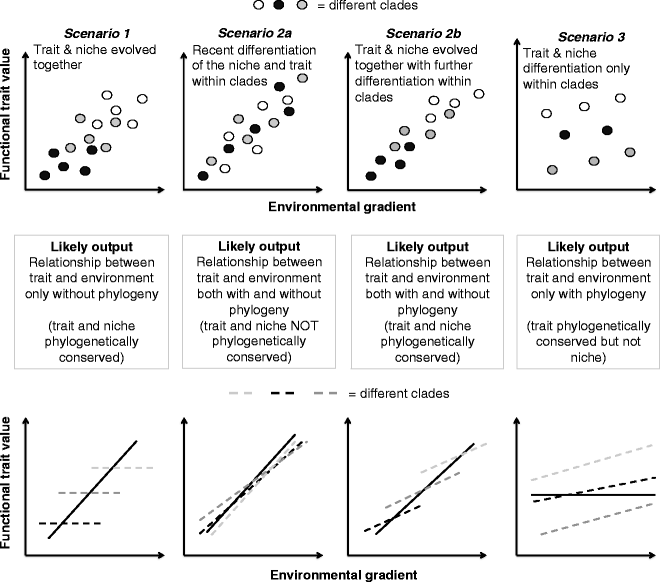 = different clades
Scenario 1
Trait & niche evolved
together
Scenario 2a
Recent differentiation
of the niche and trait
within clades
Scenario 2b
Trait & niche evolved
together with further
differentiation within
clades
Scenario 3
Trait & niche
differentiation only
within clades
Functional trait value
Environmental gradient
Likely output
Relationship between
trait and environment
only without phylogeny
(trait and niche
phylogenetically
conserved)
Likely output
Relationship between
trait and environment
both with and without
phylogeny
(trait and niche NOT
phylogenetically
conserved)
Likely output
Relationship between
trait and environment
both with and without
phylogeny
(trait and niche
phylogenetically
conserved)
Likely output
Relationship between
trait and environment
only with phylogeny
(trait phylogenetically
conserved but not
niche)
= different clades
Functional trait value
Environmental gradient